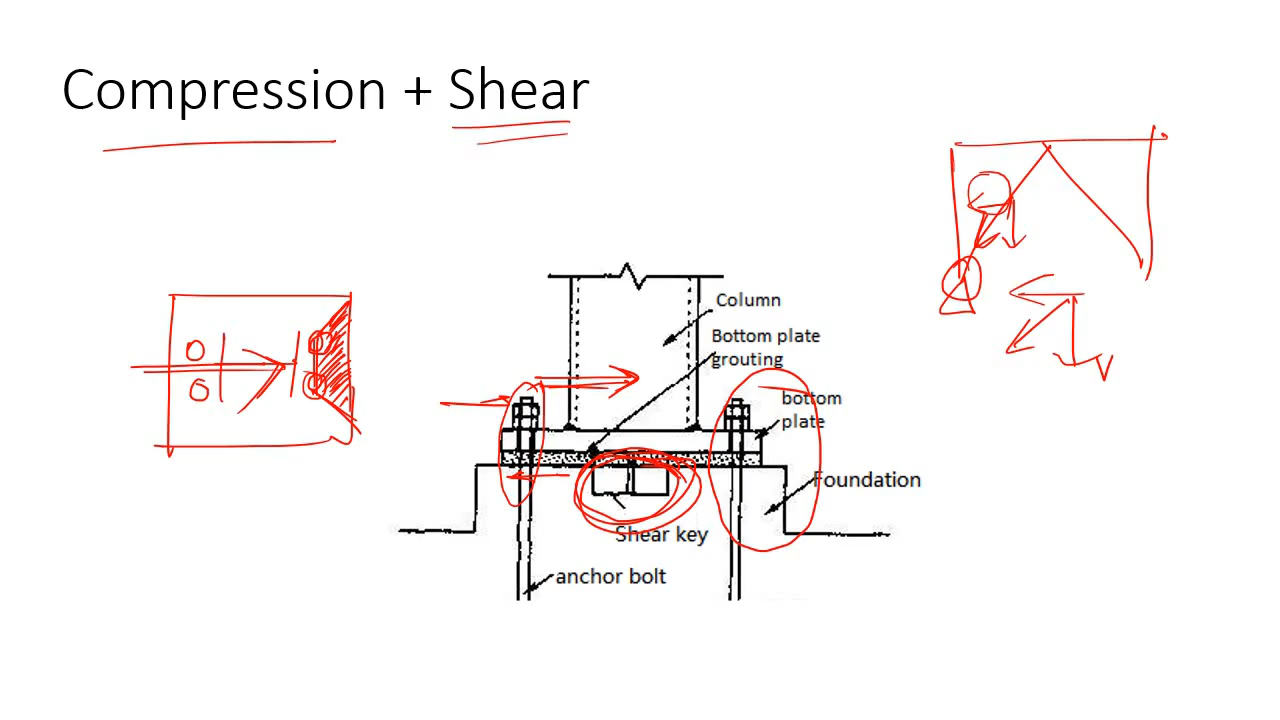 Compression + Shear
Column
Bottom plate
grouting
bottom
plate
Foundation
Shear key
anchor bolt
V